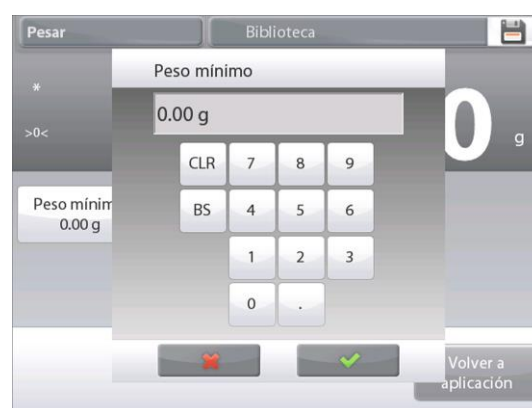 Pesar
Biblioteca
Peso mínimo
*
0.00 g
>0<
0
g
CLR 7 8 9
Peso mínim
0.00 g
BS 4 5 6
1 2 3
0 .
Volver a
aplicación